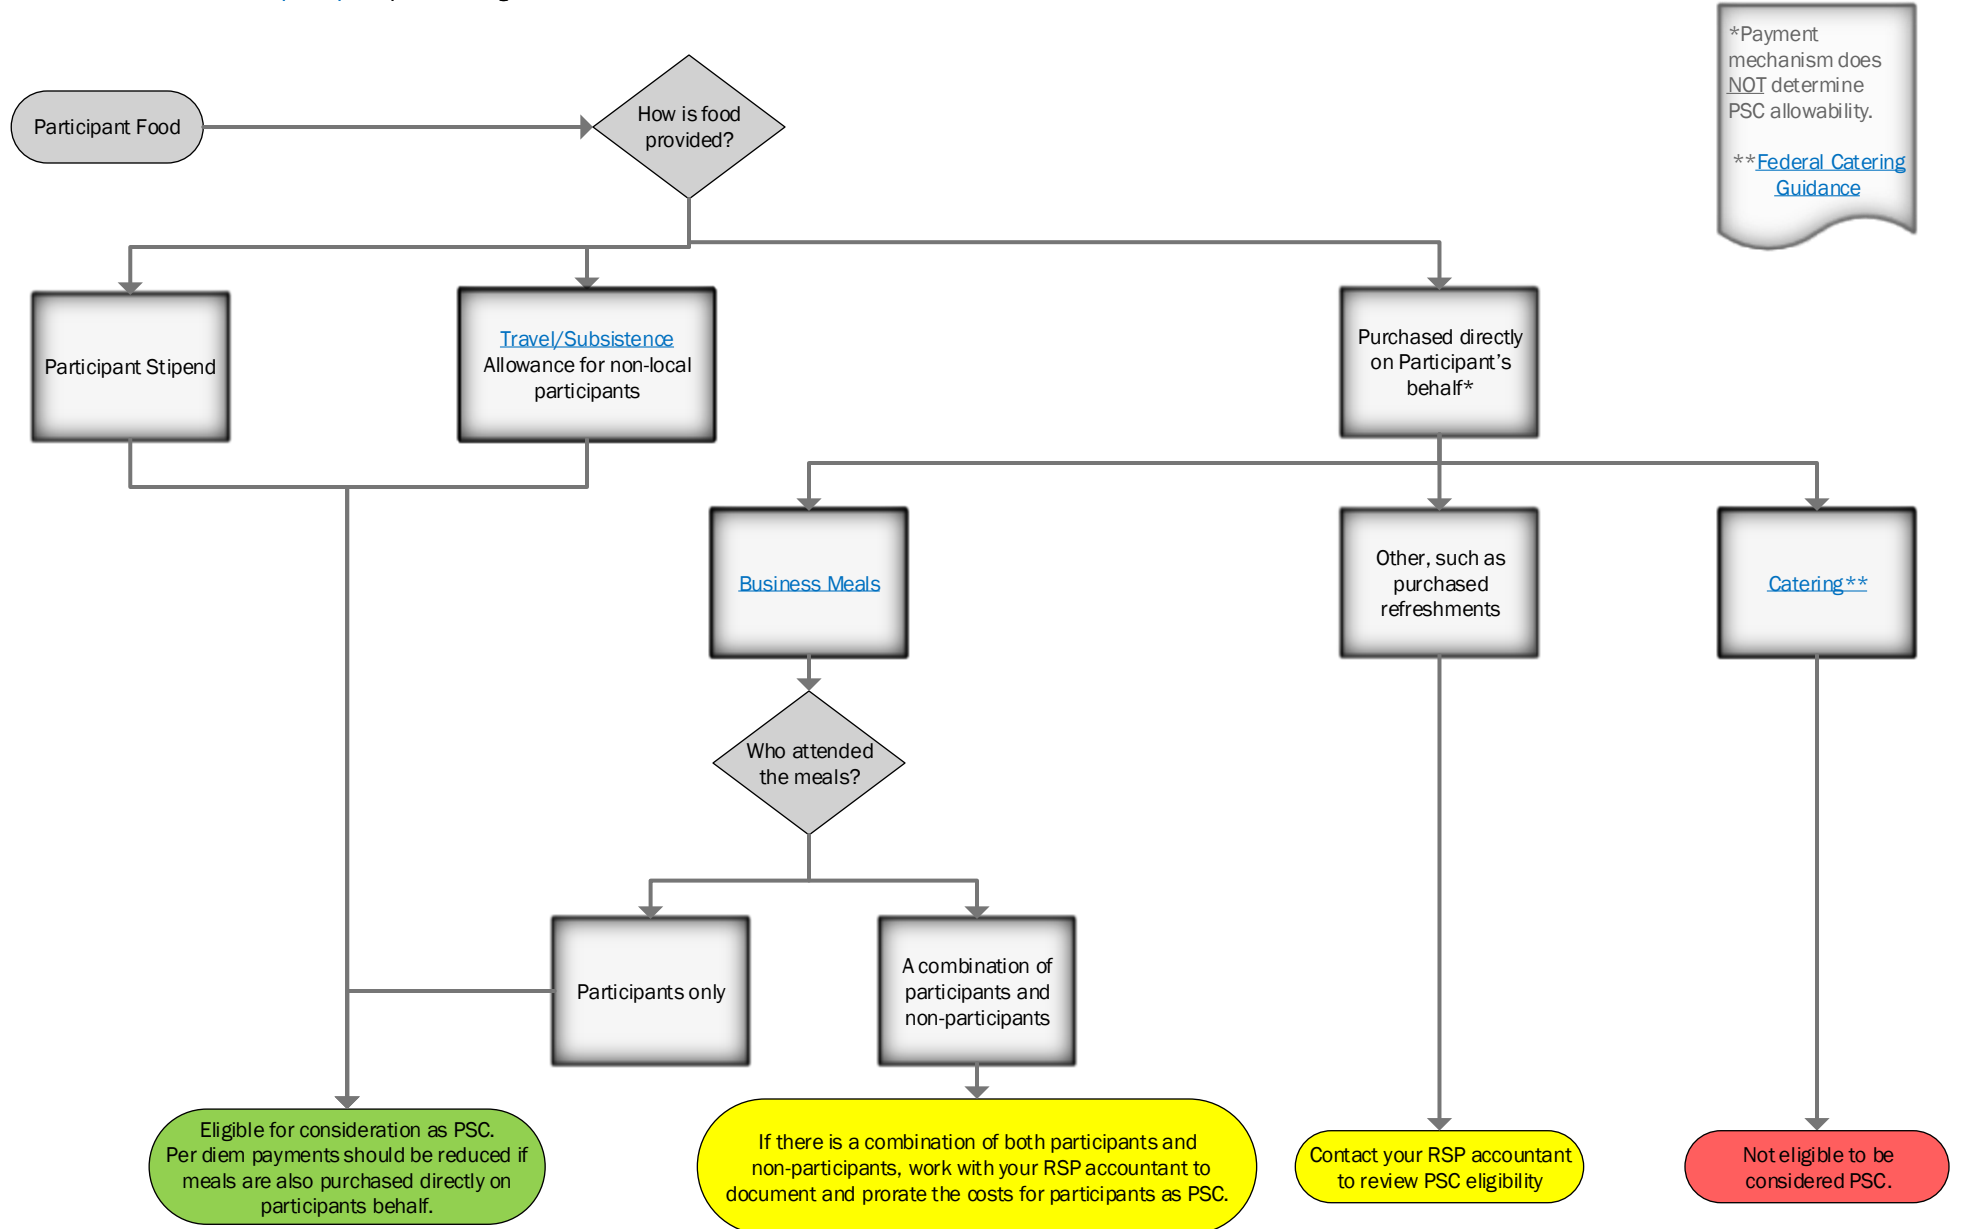 *Payment
mechanism does
NOT determine
PSC allowability.
**Federal Catering
Guidance
Participant Food
How is food
provided?
Participant Stipend
Travel/Subsistence
Allowance for non-local
participants
Purchased directly
on Participant’s
behalf*
Business Meals
Other, such as
purchased
refreshments
Catering**
Who attended
the meals?
Participants only
A combination of
participants and
non-participants
Eligible for consideration as PSC.
Per diem payments should be reduced if
meals are also purchased directly on
participants behalf.
If there is a combination of both participants and
non-participants, work with your RSP accountant to
document and prorate the costs for participants as PSC.
Contact your RSP accountant
to review PSC eligibility
Not eligible to be
considered PSC.